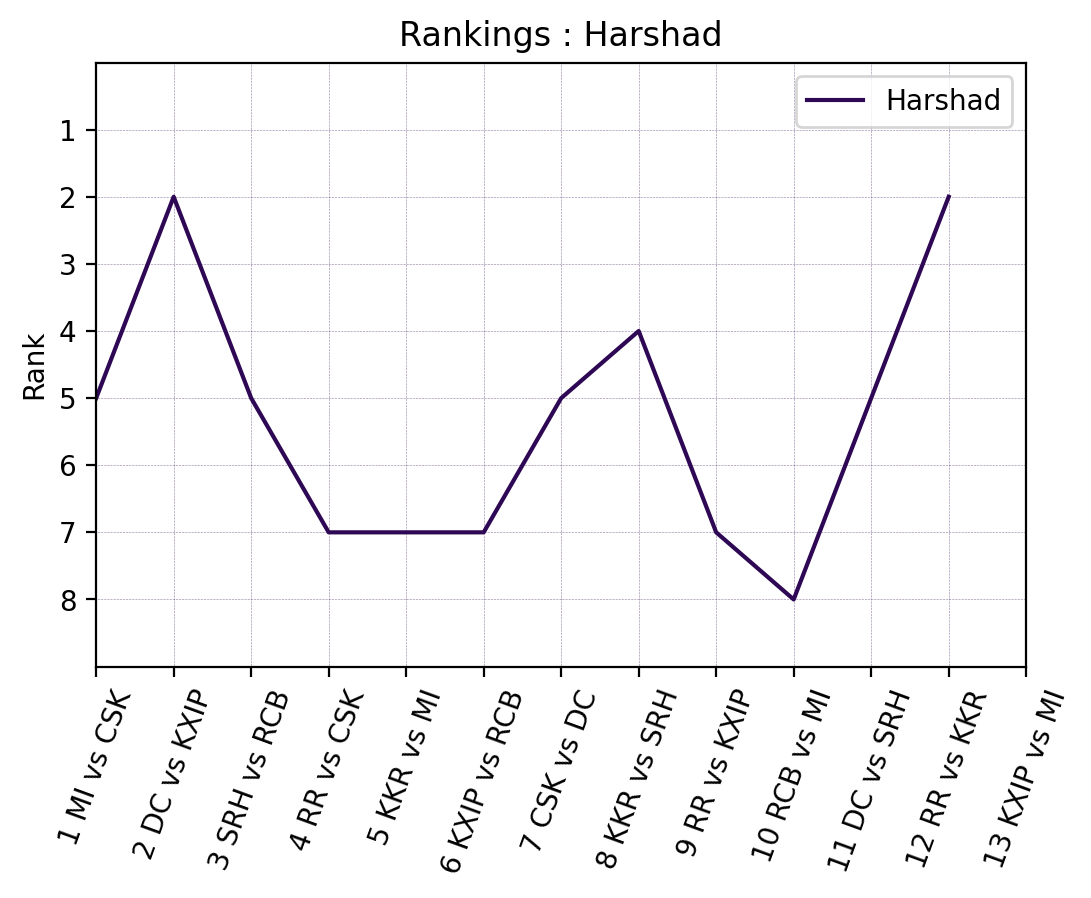 Rankings : Harshad
Harshad
Rank
1
2
3
4
5
6
7
8
1 MI vs CSK
2 DC vs KXIP
3 SRH vs RCB
4 RR vs CSK
5 KKR vs MI
6 KXIP vs RCB
7 CSK vs DC
8 KKR vs SRH
9 RR vs KXIP
10 RCB vs MI
11 DC vs SRH
12 RR vs KKR
13 KXIP vs MI